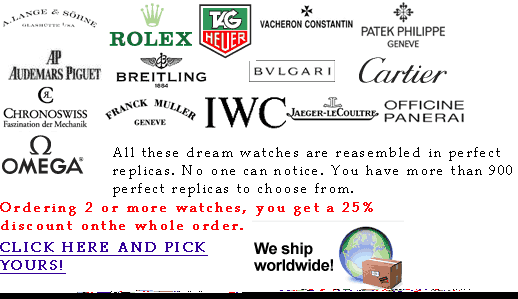 A. LANGE & SÖHNE
GLASHÜTTE
ROLEX
TAG
HEUER
VACHERON CONSTANTIN
PATEK PHILIPPE
GENEVE
AP
AUDEMARS PIGUET
BREITLING
1884
BVLGARI
Cartier
CR
CHRONOSWISS
Faszination der Mechanik
FRANCK MULLER
GENEVE
IWC
JAEGER-LECOULTRE
OFFICINE
PANERAI
Ω
OMEGA
All these dream watches are reasembled in perfect
replicas. No one can notice. You have more than 900
perfect replicas to choose from.
Ordering 2 or more watches, you get a 25%
discount onthe whole order.
CLICK HERE AND PICK
YOURS!
We ship
worldwide!